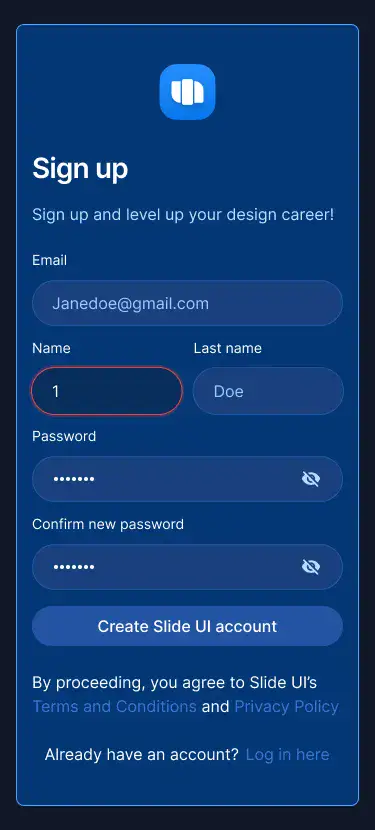 Sign up
Sign up and level up your design career!
Email
Janedoe@gmail.com
Name Last name
1 Doe
Password
•••••••
Confirm new password
•••••••
Create Slide UI account
By proceeding, you agree to Slide UI’s
Terms and Conditions and Privacy Policy
Already have an account? Log in here